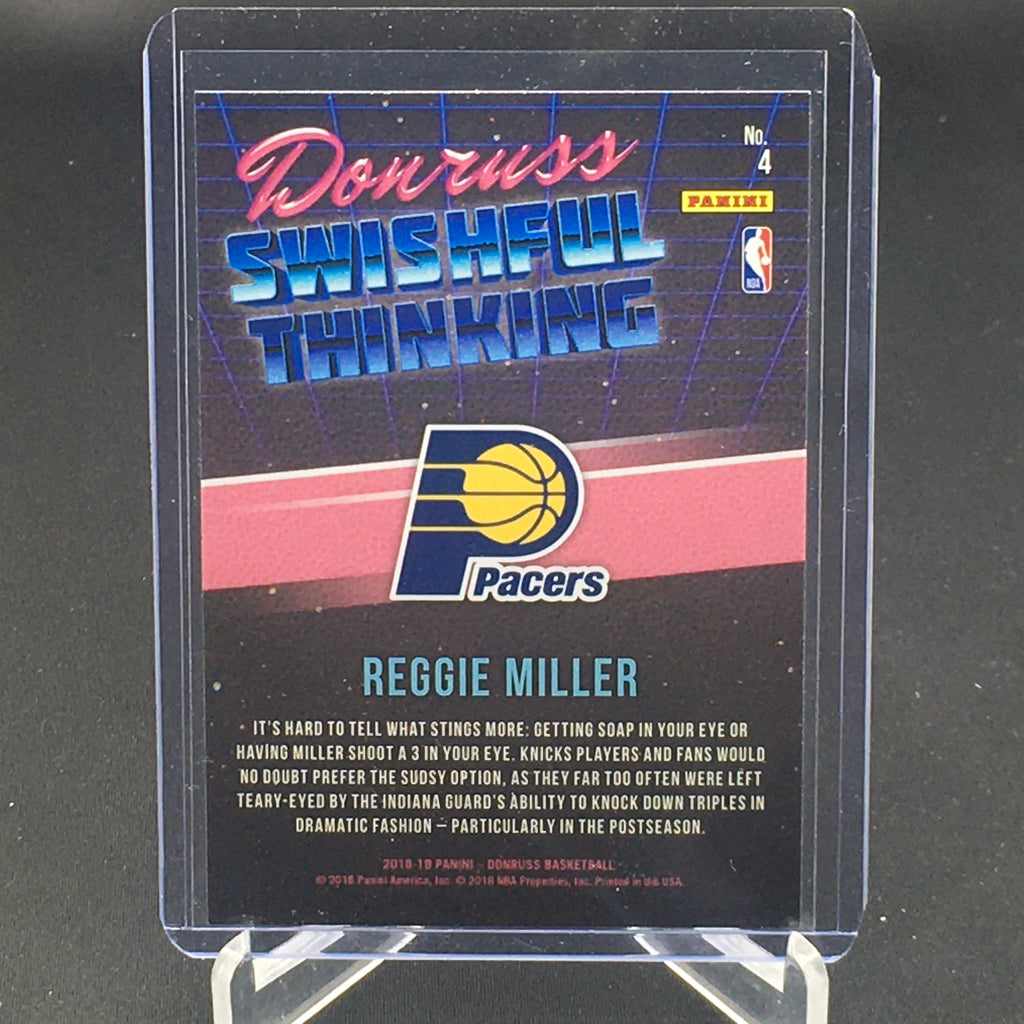 Donruss
SWISHFUL
THINKING
No.
4
PANINI
NBA
Pacers
REGGIE MILLER
IT'S HARD TO TELL WHAT STINGS MORE: GETTING SOAP IN YOUR EYE OR
HAVING MILLER SHOOT A 3 IN YOUR EYE. KNICKS PLAYERS AND FANS WOULD
NO DOUBT PREFER THE SUDSY OPTION, AS THEY FAR TOO OFTEN WERE LEFT
TEARY-EYED BY THE INDIANA GUARD'S ABILITY TO KNOCK DOWN TRIPLES IN
DRAMATIC FASHION – PARTICULARLY IN THE POSTSEASON.
2018-19 PANINI - DONRUSS BASKETBALL
© 2018 Panini America, Inc. © 2018 NBA Properties, Inc. Printed in the USA.